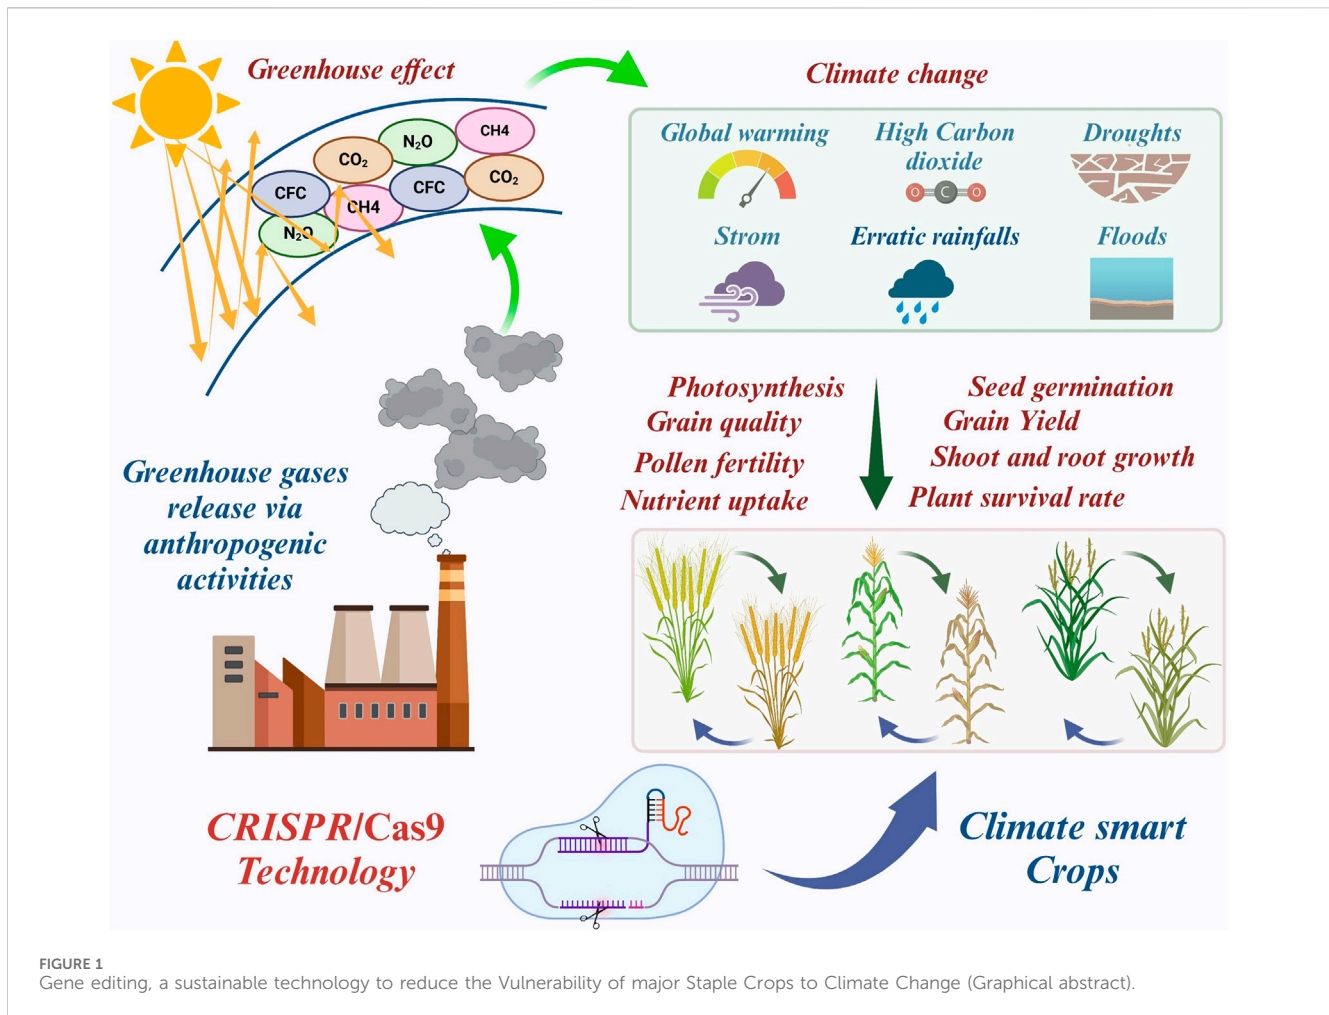 Greenhouse effect
CH4
N₂O
CO₂
CO₂
CFC
CFC
CH4
N₂O
Climate change
Global warming
High Carbon
dioxide
O C O
Droughts
Strom
Erratic rainfalls
Floods
Greenhouse gases
release via
anthropogenic
activities
Photosynthesis
Grain quality
Pollen fertility
Nutrient uptake
Seed germination
Grain Yield
Shoot and root growth
Plant survival rate
CRISPR/Cas9
Technology
Climate smart
Crops
FIGURE 1
Gene editing, a sustainable technology to reduce the Vulnerability of major Staple Crops to Climate Change (Graphical abstract).